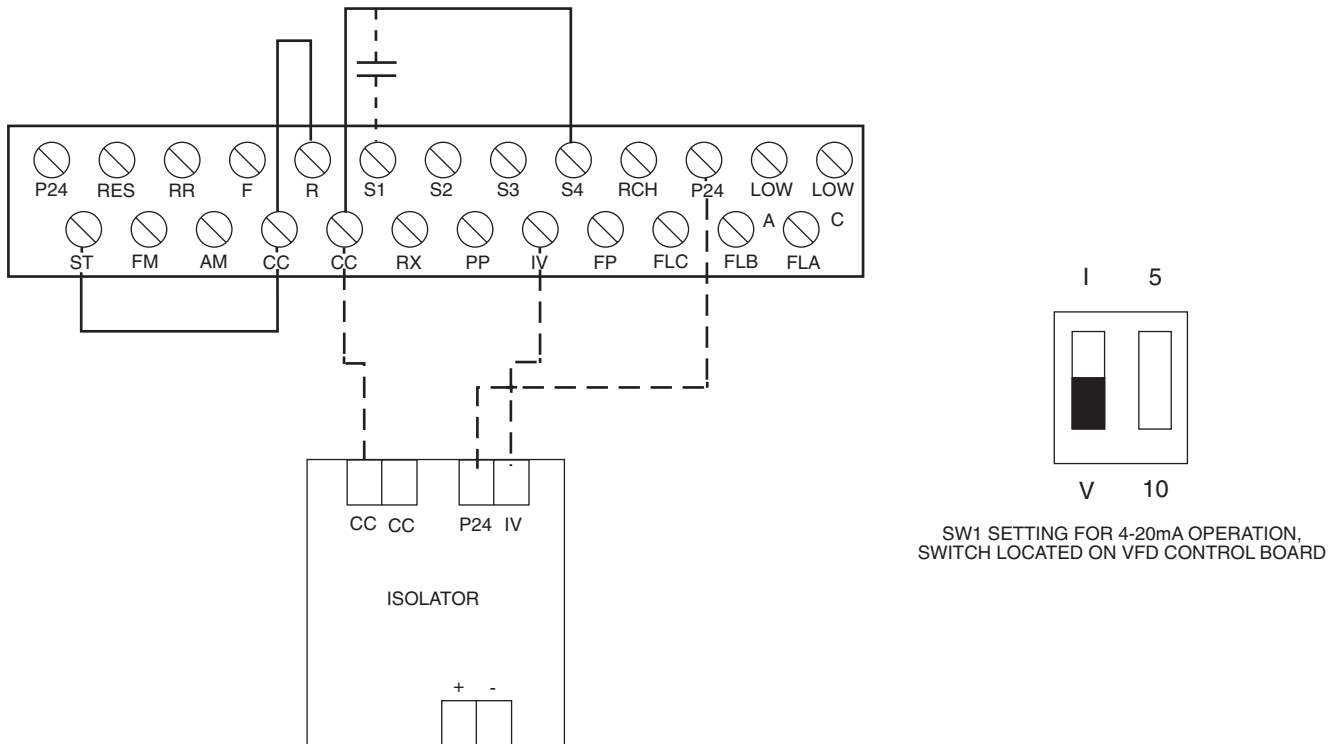 P24 RES RR F R S1 S2 S3 S4 RCH P24 LOW LOW
A C
ST FM AM CC CC RX PP IV FP FLC FLB FLA
I 5
V 10
SW1 SETTING FOR 4-20mA OPERATION,
SWITCH LOCATED ON VFD CONTROL BOARD
CC CC P24 IV
ISOLATOR
+ -